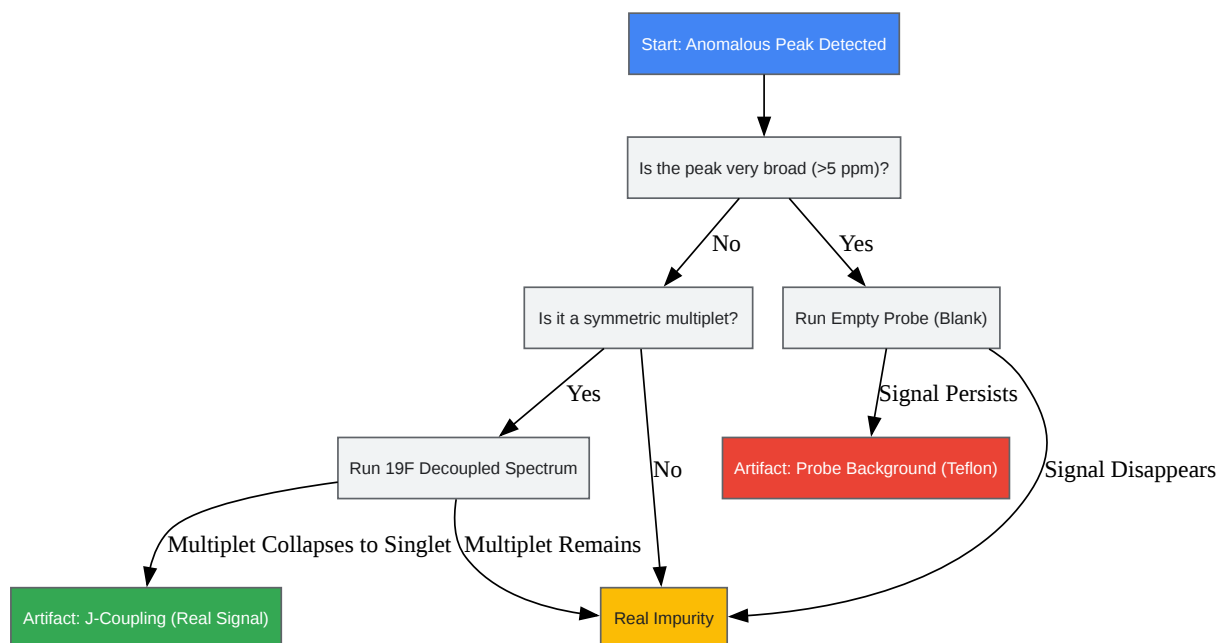 Start: Anomalous Peak Detected
Is the peak very broad (>5 ppm)?
No
Yes
Is it a symmetric multiplet?
Run Empty Probe (Blank)
Yes
Signal Persists
Run 19F Decoupled Spectrum
No
Artifact: Probe Background (Teflon)
Signal Disappears
Multiplet Collapses to Singlet
Multiplet Remains
Artifact: J-Coupling (Real Signal)
Real Impurity